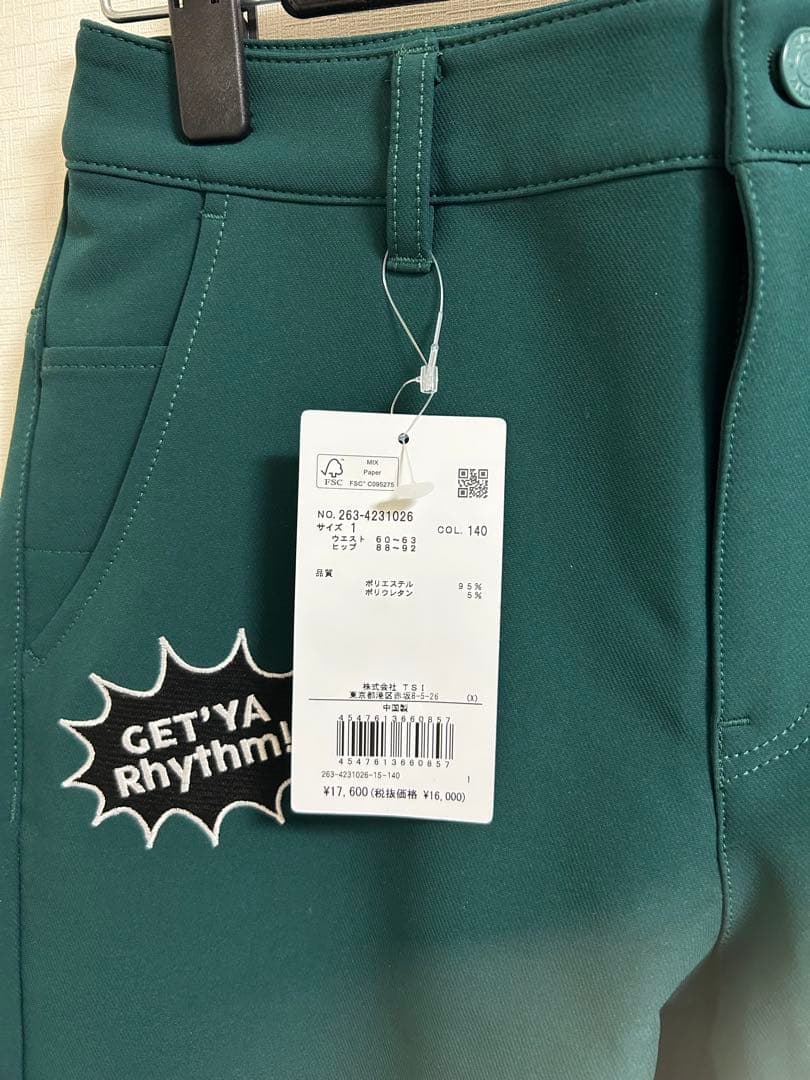 MIX
Paper
FSC
FSC® C095275
NO. 263-4231026
サイズ 1
COL. 140
ウエスト 60~63
ヒップ 88~92
品質
ポリエステル 95%
ポリウレタン 5%
株式会社 TSI
東京都港区赤坂8-5-26 (X)
中国製
4547613660857
4547613660857
263-4231026-15-140 1
¥17,600(税抜価格 ¥16,000)
GET'YA
Rhythm!